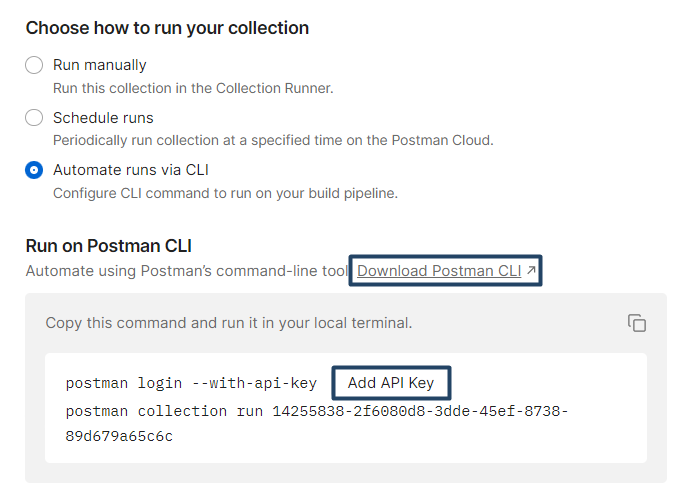 Choose how to run your collection
Run manually
Run this collection in the Collection Runner.
Schedule runs
Periodically run collection at a specified time on the Postman Cloud.
Automate runs via CLI
Configure CLI command to run on your build pipeline.
Run on Postman CLI
Automate using Postman's command-line tool Download Postman CLI ↗
Copy this command and run it in your local terminal.
postman login --with-api-key Add API Key
postman collection run 14255838-2f6080d8-3dde-45ef-8738-
89d679a65c6c